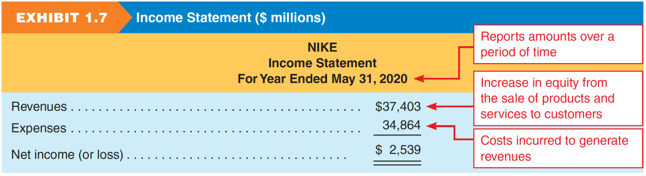 EXHIBIT 1.7 Income Statement ($ millions)
NIKE
Income Statement
For Year Ended May 31, 2020
Reports amounts over a
period of time
Revenues . . . . . . . . . . . . . . . . . . . . . . . . . . . . . . . . . . . . . . . . . . $37,403
Expenses . . . . . . . . . . . . . . . . . . . . . . . . . . . . . . . . . . . . . . . . . . 34,864
Net income (or loss) . . . . . . . . . . . . . . . . . . . . . . . . . . . . . . . . $ 2,539
Increase in equity from
the sale of products and
services to customers
Costs incurred to generate
revenues